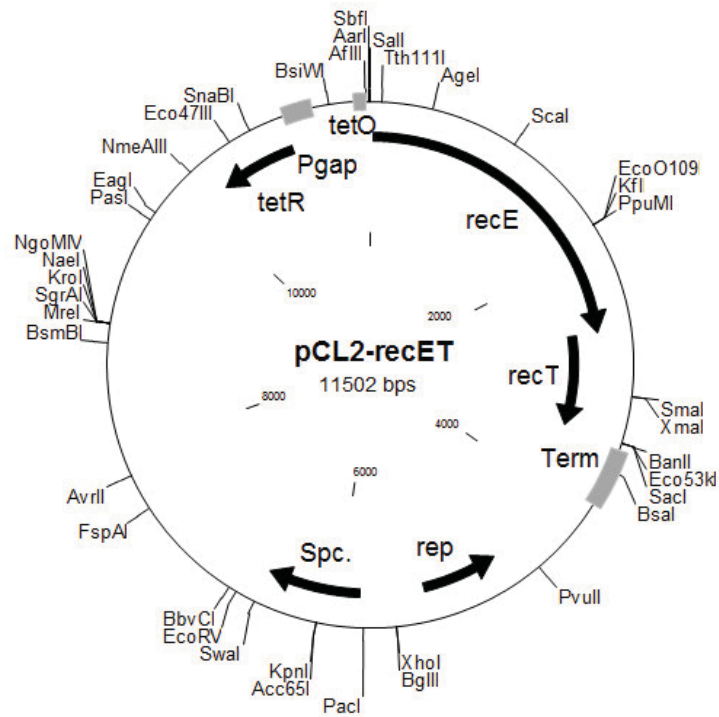 SbfI
AarI
AflII
SalI
Tth111I
AgeI
ScaI
EcoO109I
KflI
PpuMI
SmaI
XmaI
BanII
Eco53kI
SacI
BsaI
PvuII
XhoI
BglII
PacI
KpnI
Acc65I
BbvCI
EcoRV
SwaI
FspAI
AvrII
NgoMIV
NaeI
KroI
SgrAI
MreI
BsmBI
EagI
PasI
NmeAIII
SnaBI
Eco47III
BsiWI
tetO
Pgap
tetR
recE
recT
Term
rep
Spc.
10000
2000
4000
6000
8000
pCL2-recET
11502 bps